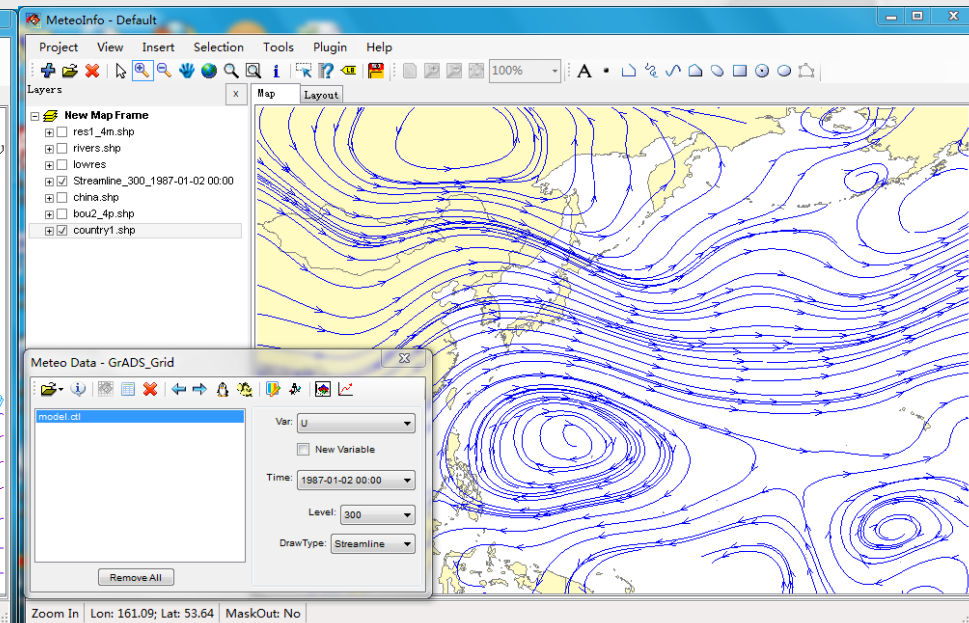 MeteoInfo - Default
Project View Insert Selection Tools Plugin Help
100% A
Layers x
Map Layout
New Map Frame
res1_4m.shp
rivers.shp
lowres
Streamline_300_1987-01-02 00:00
china.shp
bou2_4p.shp
country1.shp
Meteo Data - GrADS_Grid
model.ctl
Var: U
New Variable
Time: 1987-01-02 00:00
Level: 300
DrawType: Streamline
Remove All
Zoom In Lon: 161.09; Lat: 53.64 MaskOut: No